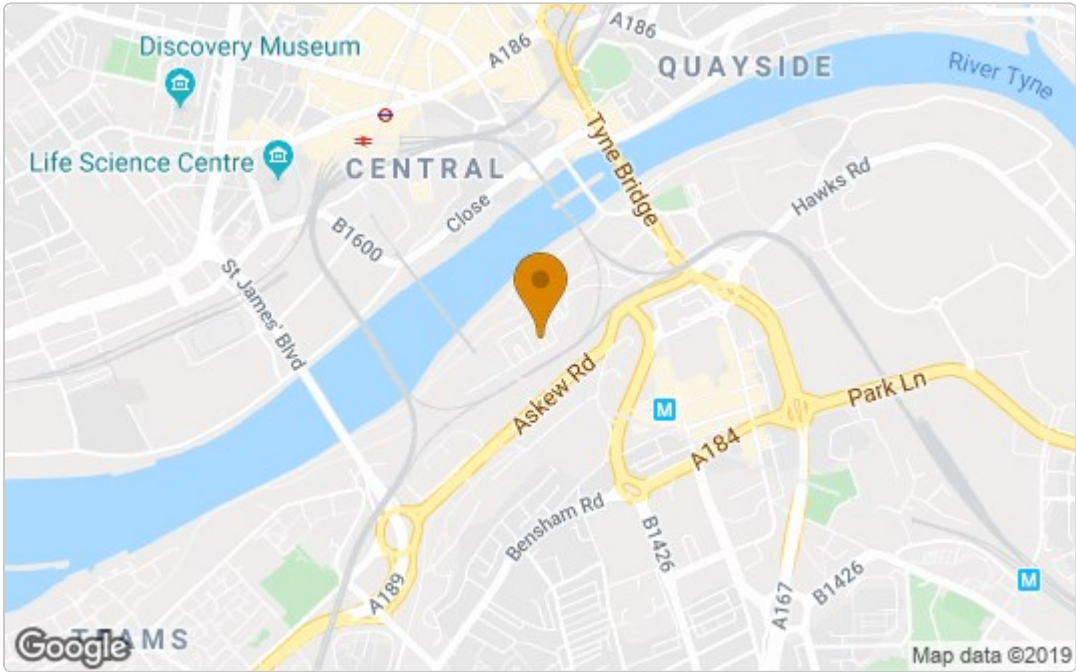 A186
A186
Discovery Museum
QUAYSIDE
River Tyne
Tyne Bridge
Life Science Centre
CENTRAL
Hawks Rd
Close
B1600
St James' Blvd
Askew Rd
Park Ln
M
A184
Bensham Rd
B1426
A189
M
A167
B1426
TEAMS
Google
Map data ©2019